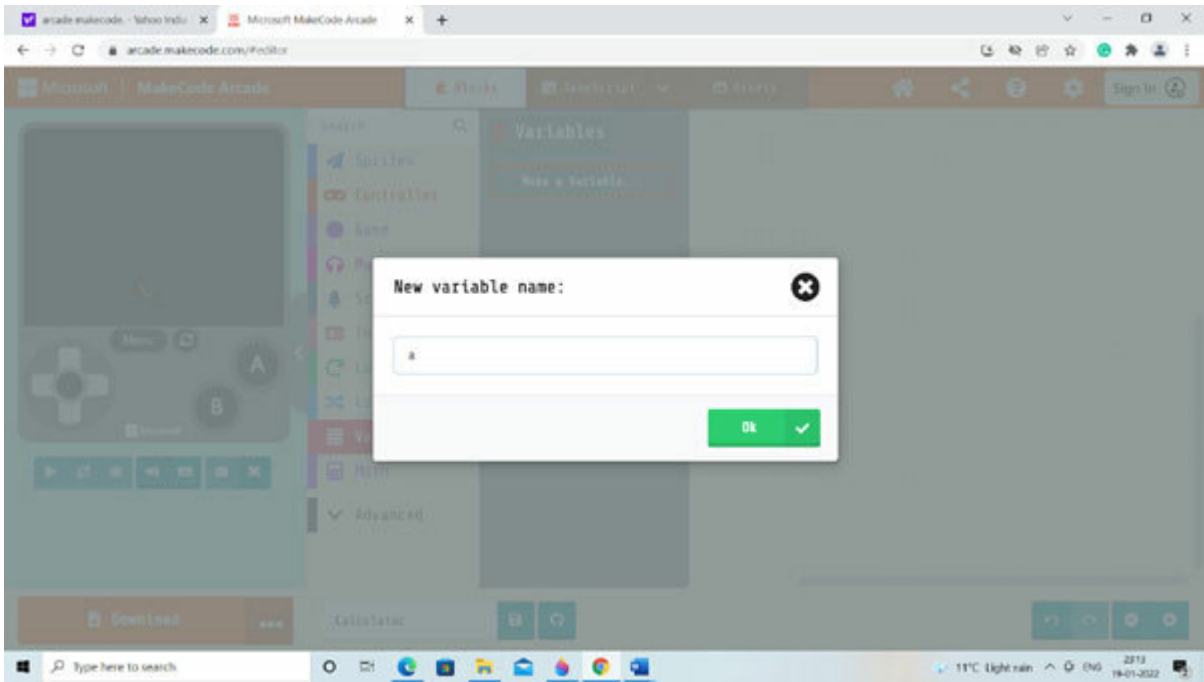 arcade makecode. - Yahoo Indi
Microsoft MakeCode Arcade
arcade.makecode.com/#editor
Microsoft | MakeCode Arcade
Blocks
JavaScript
Assets
Sign In
Search
Variables
Sprites
Make a Variable...
Controller
Game
New variable name:
Menu
A
a
B
Ok
Microsoft
Math
Advanced
Download
Calculator
Type here to search
11°C Light rain
ENG
23:13
19-01-2022